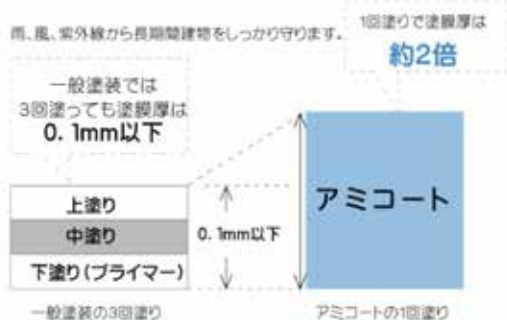 雨、風、紫外線から長期間建物をしっかり守ります。
1回塗りで塗膜厚は
約2倍
一般塗装では
3回塗っても塗膜厚は
0.1mm以下
上塗り
中塗り
下塗り(プライマー)
0.1mm以下
アミコート
一般塗装の3回塗り
アミコートの1回塗り